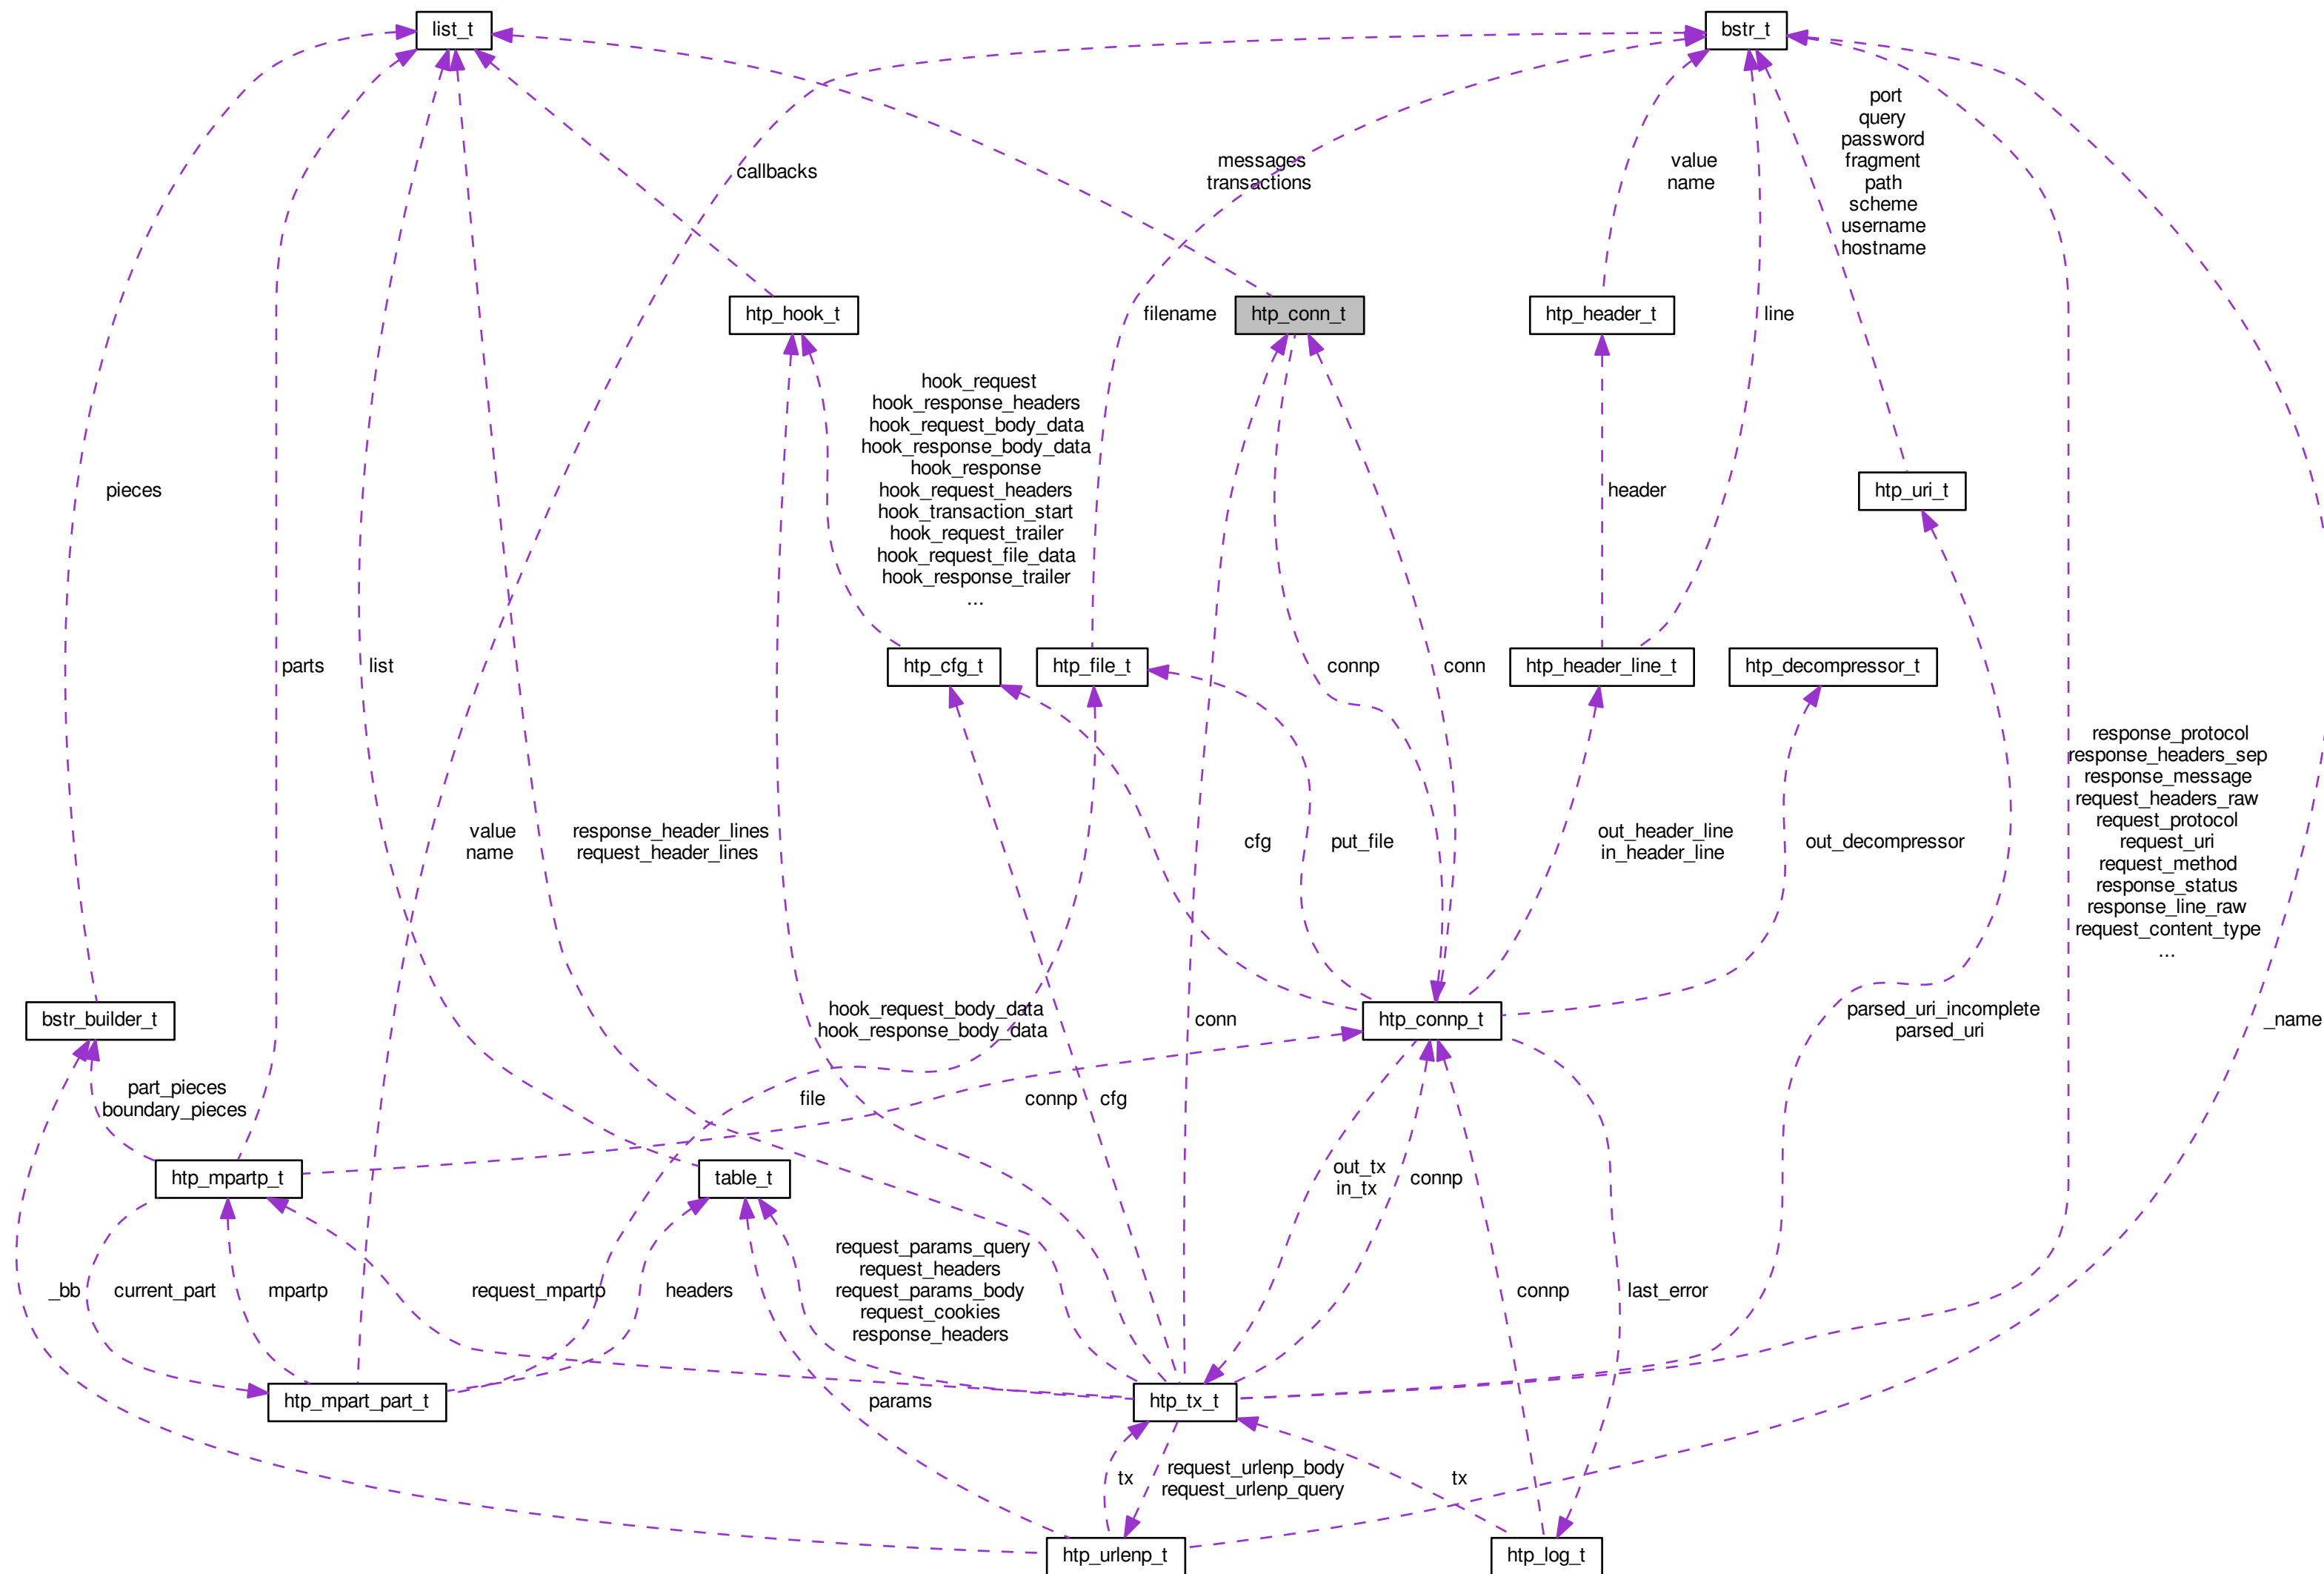 list_t
bstr_t
port
query
password
fragment
path
scheme
username
hostname
messages
transactions
callbacks
value
name
htp_hook_t
filename
htp_conn_t
htp_header_t
line
hook_request
hook_response_headers
hook_request_body_data
hook_response_body_data
hook_response
hook_request_headers
hook_transaction_start
hook_request_trailer
hook_request_file_data
hook_response_trailer
...
pieces
header
htp_uri_t
parts
list
htp_cfg_t
htp_file_t
connp
conn
htp_header_line_t
htp_decompressor_t
response_protocol
response_headers_sep
response_message
request_headers_raw
request_protocol
request_uri
request_method
response_status
response_line_raw
request_content_type
...
value
name
response_header_lines
request_header_lines
cfg
put_file
out_header_line
in_header_line
out_decompressor
bstr_builder_t
hook_request_body_data
hook_response_body_data
conn
htp_connp_t
parsed_uri_incomplete
parsed_uri
_name
part_pieces
boundary_pieces
file
connp
cfg
htp_mpartp_t
table_t
out_tx
in_tx
connp
_bb
current_part
mpartp
request_mpartp
headers
request_params_query
request_headers
request_params_body
request_cookies
response_headers
connp
last_error
htp_mpart_part_t
params
htp_tx_t
tx
request_urlenp_body
request_urlenp_query
tx
htp_urlenp_t
htp_log_t